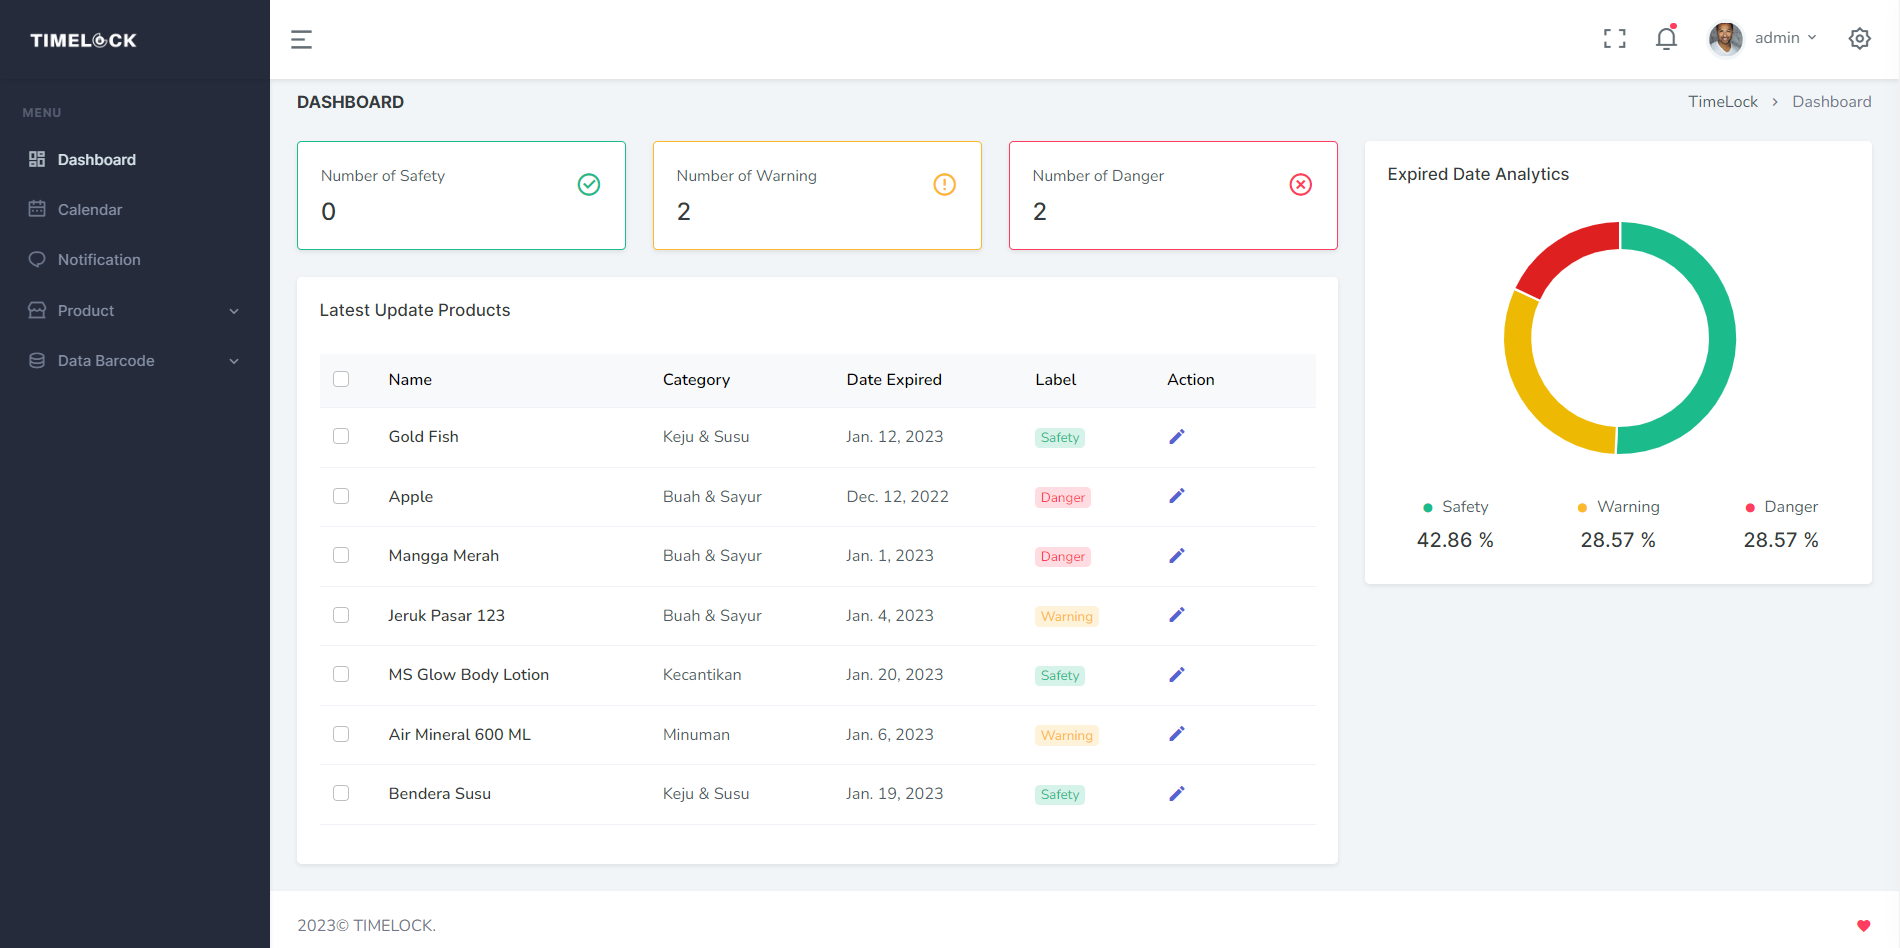 TIMELOCK
admin
MENU
Dashboard
Calendar
Notification
Product
Data Barcode
DASHBOARD
TimeLock > Dashboard
Number of Safety
0
Number of Warning
2
Number of Danger
2
Expired Date Analytics
Safety Warning Danger
42.86 % 28.57 % 28.57 %
Latest Update Products
Name Category Date Expired Label Action
Gold Fish Keju & Susu Jan. 12, 2023 Safety
Apple Buah & Sayur Dec. 12, 2022 Danger
Mangga Merah Buah & Sayur Jan. 1, 2023 Danger
Jeruk Pasar 123 Buah & Sayur Jan. 4, 2023 Warning
MS Glow Body Lotion Kecantikan Jan. 20, 2023 Safety
Air Mineral 600 ML Minuman Jan. 6, 2023 Warning
Bendera Susu Keju & Susu Jan. 19, 2023 Safety
2023© TIMELOCK.